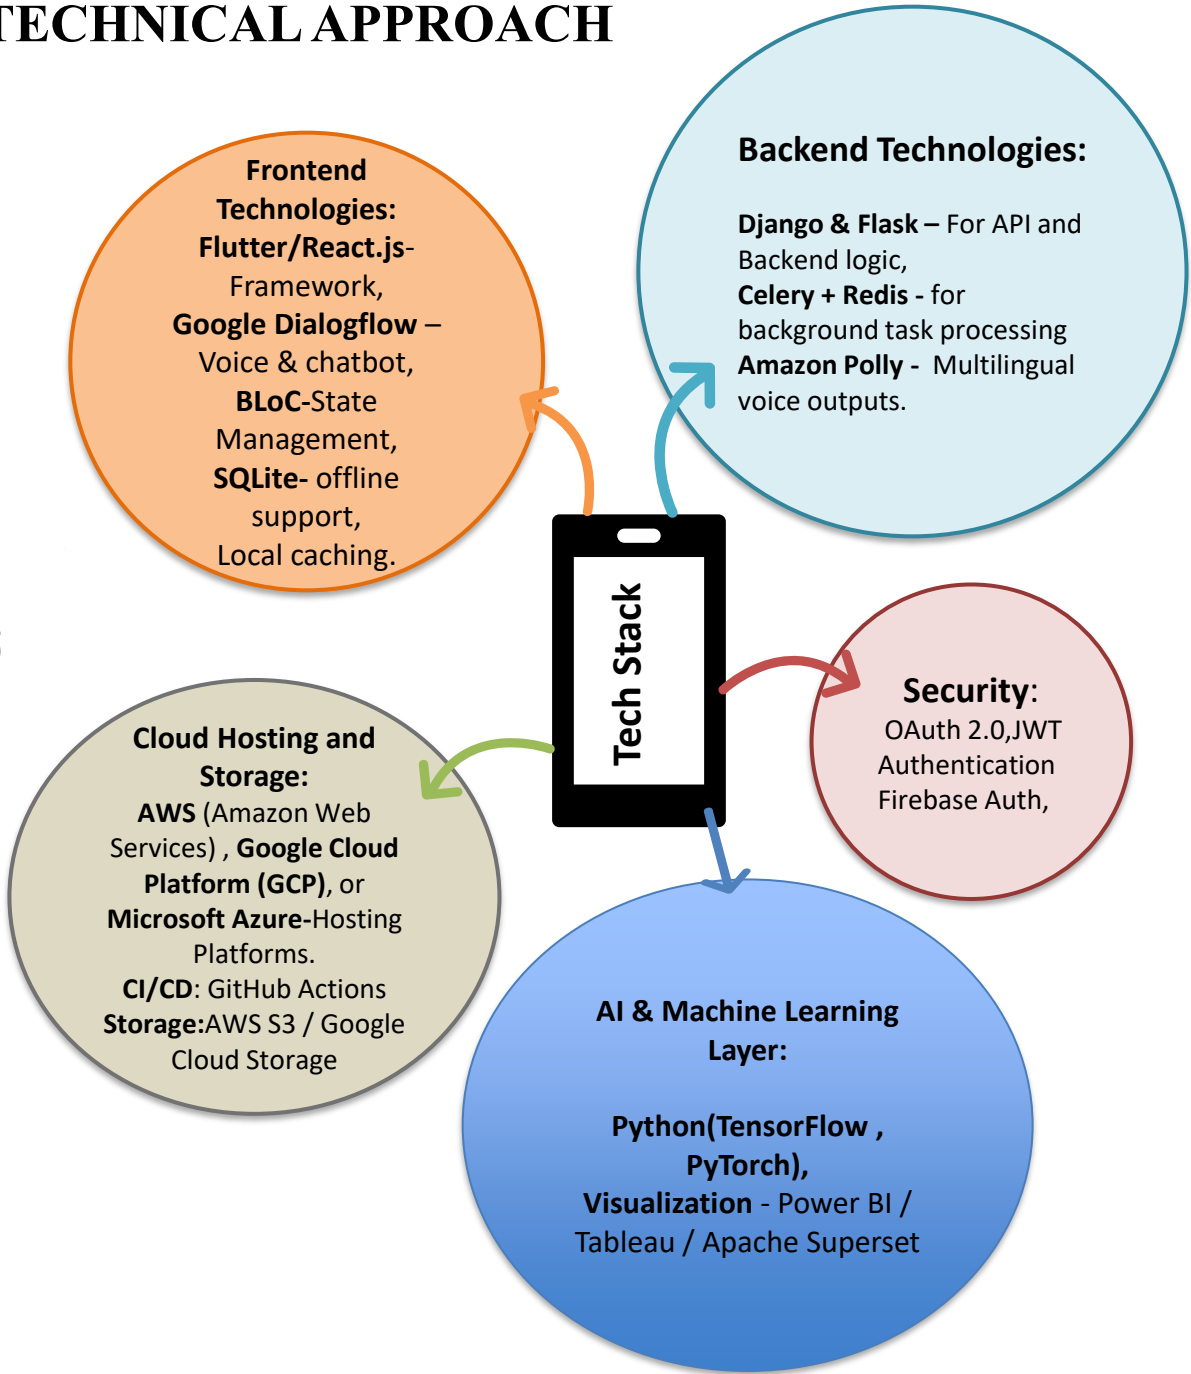 TECHNICAL APPROACH
Frontend
Technologies:
Flutter/React.js-
Framework,
Google Dialogflow –
Voice & chatbot,
BLoC-State
Management,
SQLite- offline
support,
Local caching.
Backend Technologies:
Django & Flask – For API and
Backend logic,
Celery + Redis - for
background task processing
Amazon Polly - Multilingual
voice outputs.
Tech Stack
Security:
OAuth 2.0,JWT
Authentication
Firebase Auth,
Cloud Hosting and
Storage:
AWS (Amazon Web
Services) , Google Cloud
Platform (GCP), or
Microsoft Azure-Hosting
Platforms.
CI/CD: GitHub Actions
Storage:AWS S3 / Google
Cloud Storage
AI & Machine Learning
Layer:
Python(TensorFlow ,
PyTorch),
Visualization - Power BI /
Tableau / Apache Superset